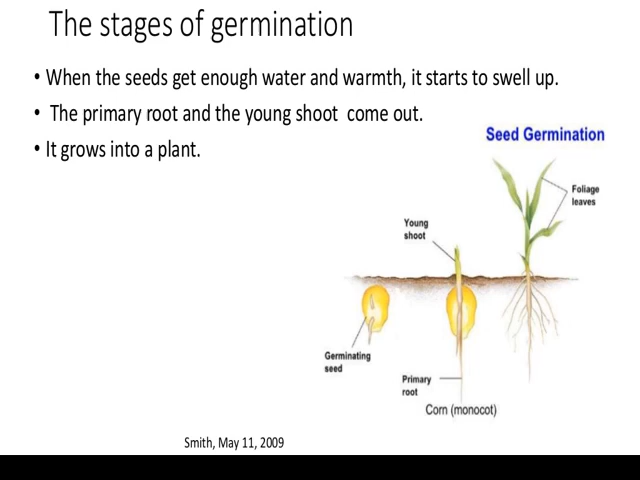 The stages of germination
• When the seeds get enough water and warmth, it starts to swell up.
• The primary root and the young shoot come out.
• It grows into a plant.
Seed Germination
Foliage
leaves
Young
shoot
Germinating
seed
Primary
root
Corn (monocot)
Smith, May 11, 2009